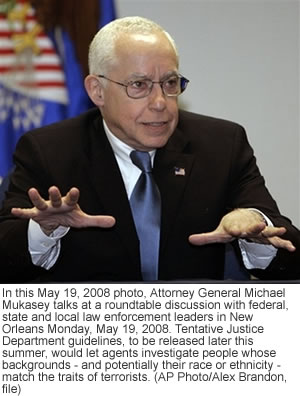 In this May 19, 2008 photo, Attorney General Michael
Mukasey talks at a roundtable discussion with federal,
state and local law enforcement leaders in New
Orleans Monday, May 19, 2008. Tentative Justice
Department guidelines, to be released later this
summer, would let agents investigate people whose
backgrounds - and potentially their race or ethnicity -
match the traits of terrorists. (AP Photo/Alex Brandon,
file)